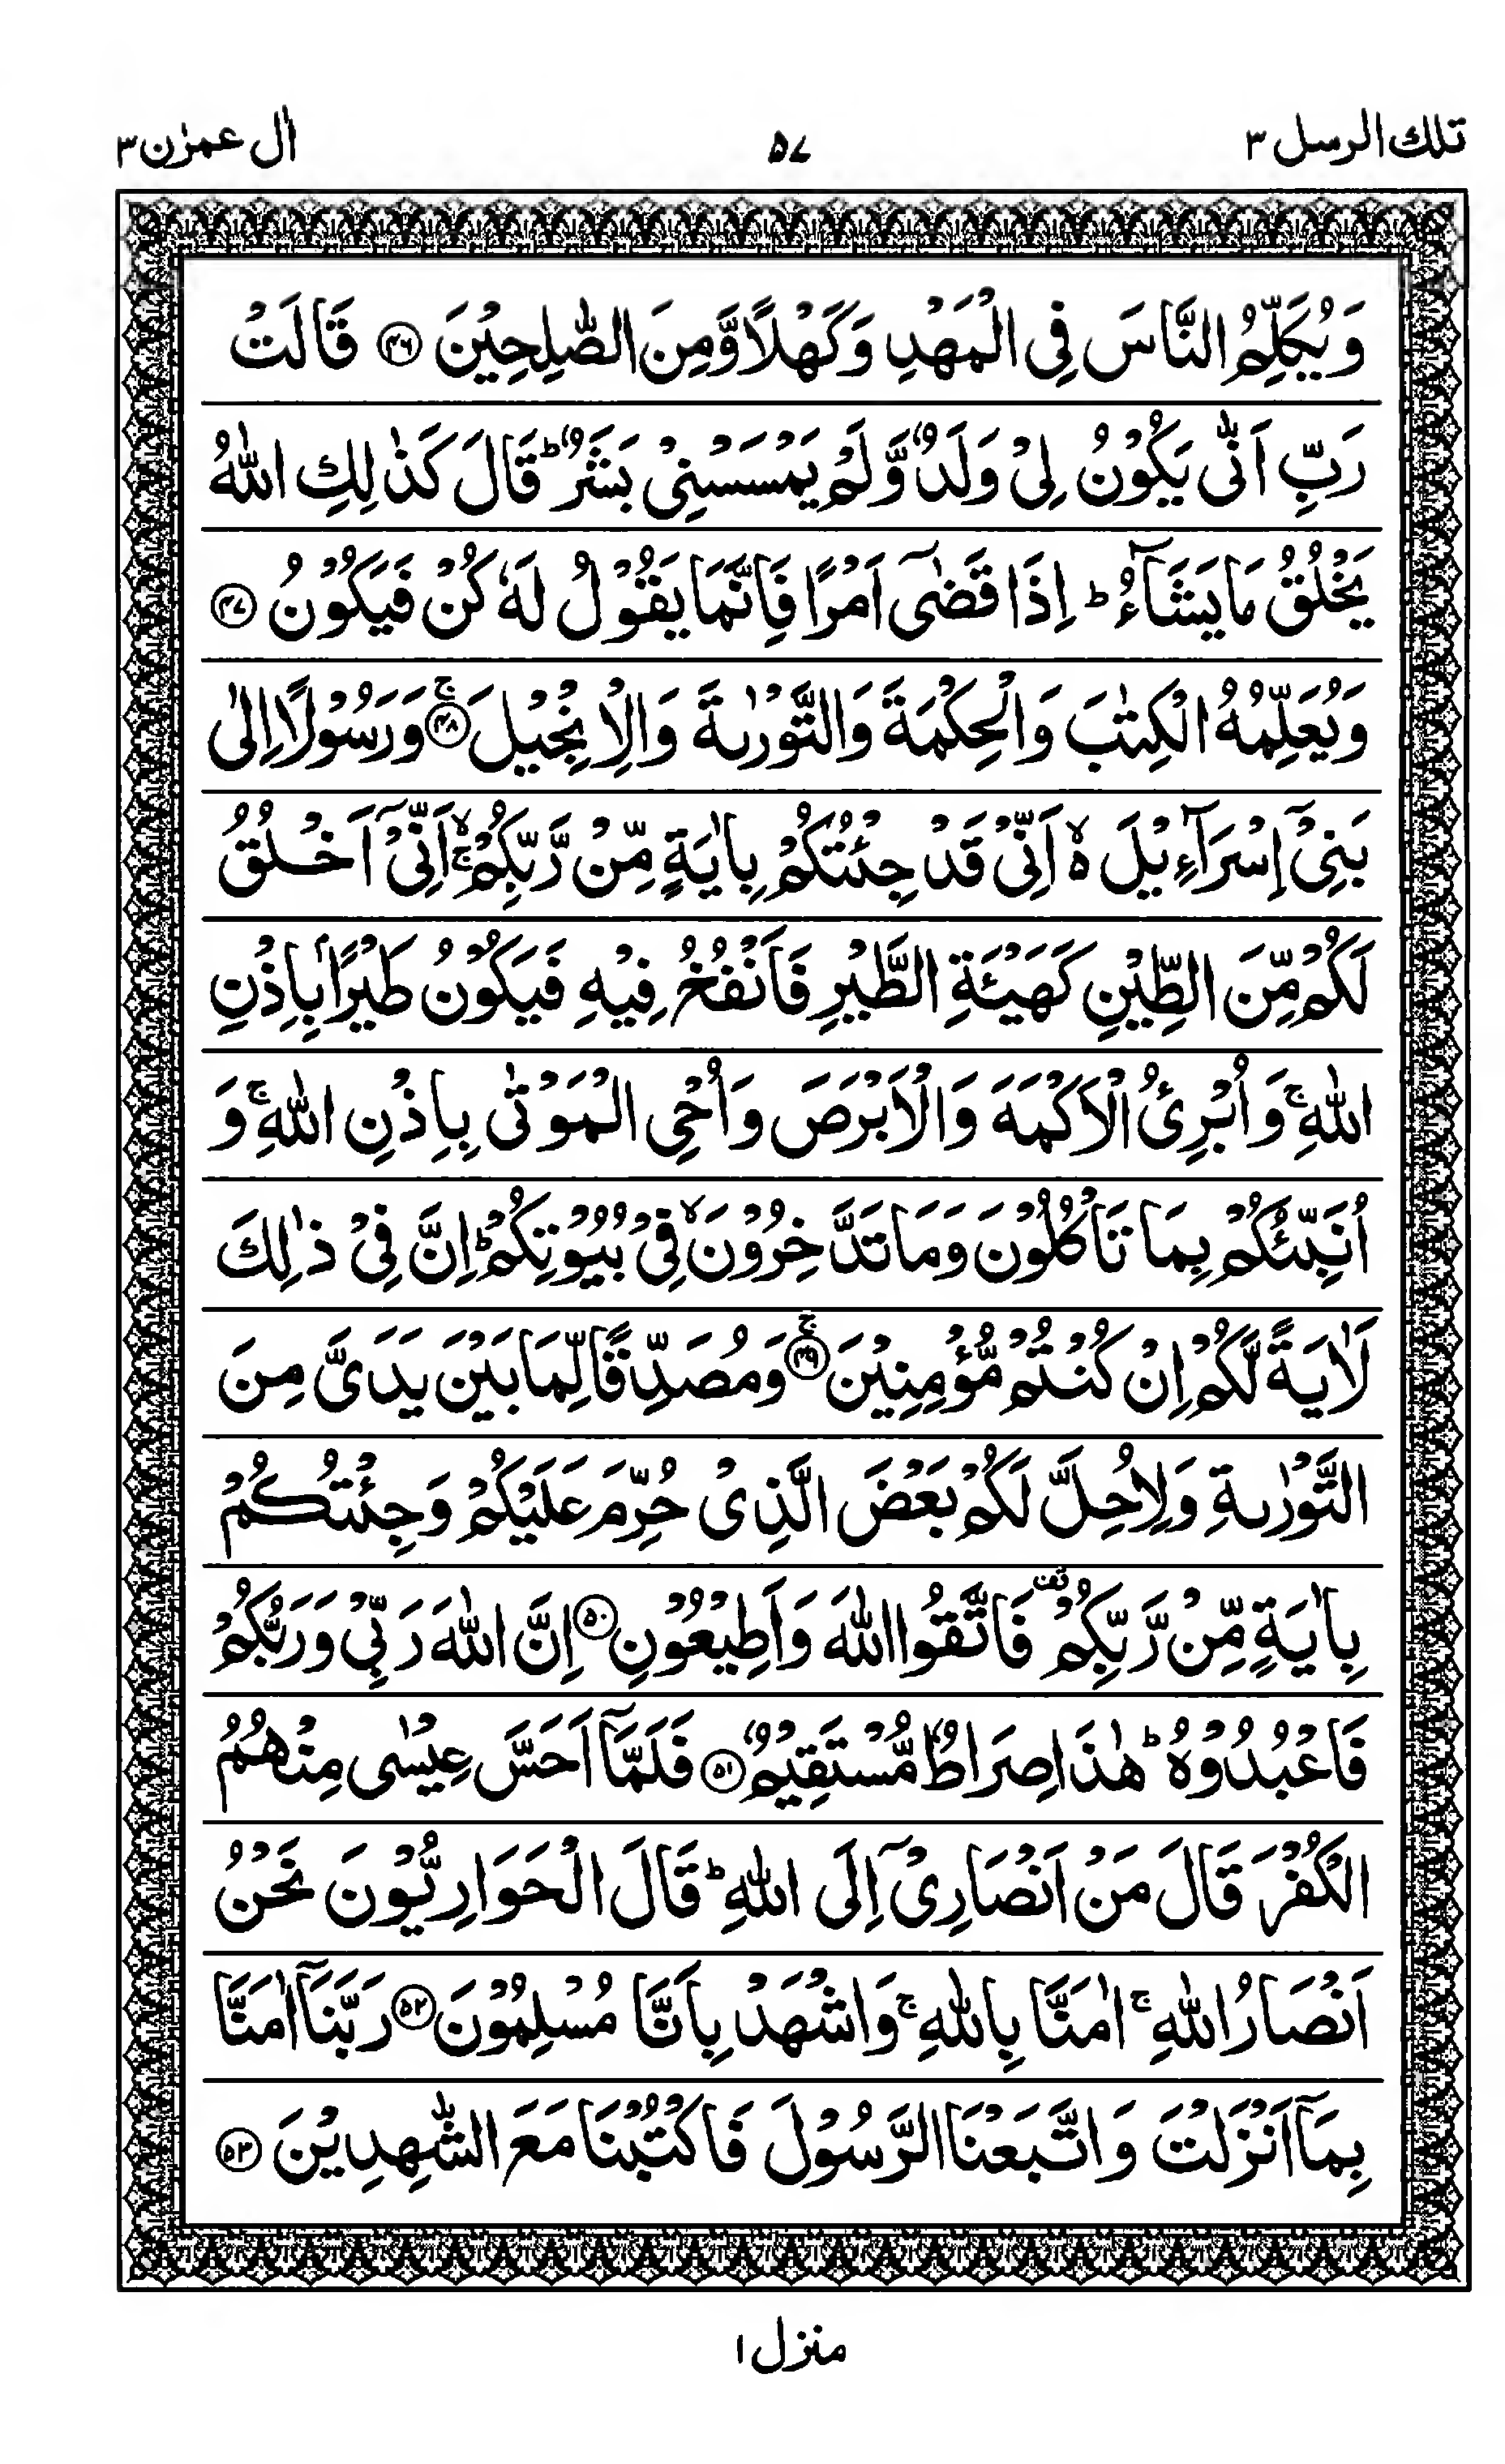 تلك الرسل ٣
٥٧
اٰل عمرٰن ٣
وَيُكَلِّمُ النَّاسَ فِي الْمَهْدِ وَكَهْلًا وَّمِنَ الصّٰلِحِيْنَ ﴿۴۶﴾ قَالَتْ
رَبِّ اَنّٰى يَكُوْنُ لِيْ وَلَدٌ وَّلَمْ يَمْسَسْنِيْ بَشَرٌ ؕ قَالَ كَذٰلِكِ اللّٰهُ
يَخْلُقُ مَا يَشَآءُ ؕ اِذَا قَضٰۤى اَمْرًا فَاِنَّمَا يَقُوْلُ لَهٗ كُنْ فَيَكُوْنُ ﴿۴۷﴾
وَيُعَلِّمُهُ الْكِتٰبَ وَالْحِكْمَةَ وَالتَّوْرٰىةَ وَالْاِنْجِيْلَ ﴿۴۸﴾ۚ وَرَسُوْلًا اِلٰى
بَنِيْۤ اِسْرَآءِيْلَ ۙ۬ اَنِّيْ قَدْ جِئْتُكُمْ بِاٰيَةٍ مِّنْ رَّبِّكُمْ ۙۚ اَنِّيْۤ اَخْلُقُ
لَكُمْ مِّنَ الطِّيْنِ كَهَيْئَةِ الطَّيْرِ فَاَنْفُخُ فِيْهِ فَيَكُوْنُ طَيْرًۢا بِاِذْنِ
اللّٰهِ ۚ وَاُبْرِئُ الْاَكْمَهَ وَالْاَبْرَصَ وَاُحْيِ الْمَوْتٰى بِاِذْنِ اللّٰهِ ۚ وَ
اُنَبِّئُكُمْ بِمَا تَاْكُلُوْنَ وَمَا تَدَّخِرُوْنَ ۙ فِيْ بُيُوْتِكُمْ ؕ اِنَّ فِيْ ذٰلِكَ
لَاٰيَةً لَّكُمْ اِنْ كُنْتُمْ مُّؤْمِنِيْنَ ﴿۴۹﴾ۚ وَمُصَدِّقًا لِّمَا بَيْنَ يَدَيَّ مِنَ
التَّوْرٰىةِ وَلِاُحِلَّ لَكُمْ بَعْضَ الَّذِيْ حُرِّمَ عَلَيْكُمْ وَجِئْتُكُمْ
بِاٰيَةٍ مِّنْ رَّبِّكُمْ قف فَاتَّقُوا اللّٰهَ وَاَطِيْعُوْنِ ﴿۵۰﴾ اِنَّ اللّٰهَ رَبِّيْ وَرَبُّكُمْ
فَاعْبُدُوْهُ ؕ هٰذَا صِرَاطٌ مُّسْتَقِيْمٌ ﴿۵۱﴾ فَلَمَّاۤ اَحَسَّ عِيْسٰى مِنْهُمُ
الْكُفْرَ قَالَ مَنْ اَنْصَارِيْۤ اِلَى اللّٰهِ ؕ قَالَ الْحَوَارِيُّوْنَ نَحْنُ
اَنْصَارُ اللّٰهِ ۚ اٰمَنَّا بِاللّٰهِ ۚ وَاشْهَدْ بِاَنَّا مُسْلِمُوْنَ ﴿۵۲﴾ رَبَّنَاۤ اٰمَنَّا
بِمَاۤ اَنْزَلْتَ وَاتَّبَعْنَا الرَّسُوْلَ فَاكْتُبْنَا مَعَ الشّٰهِدِيْنَ ﴿۵۳﴾
منزل ١